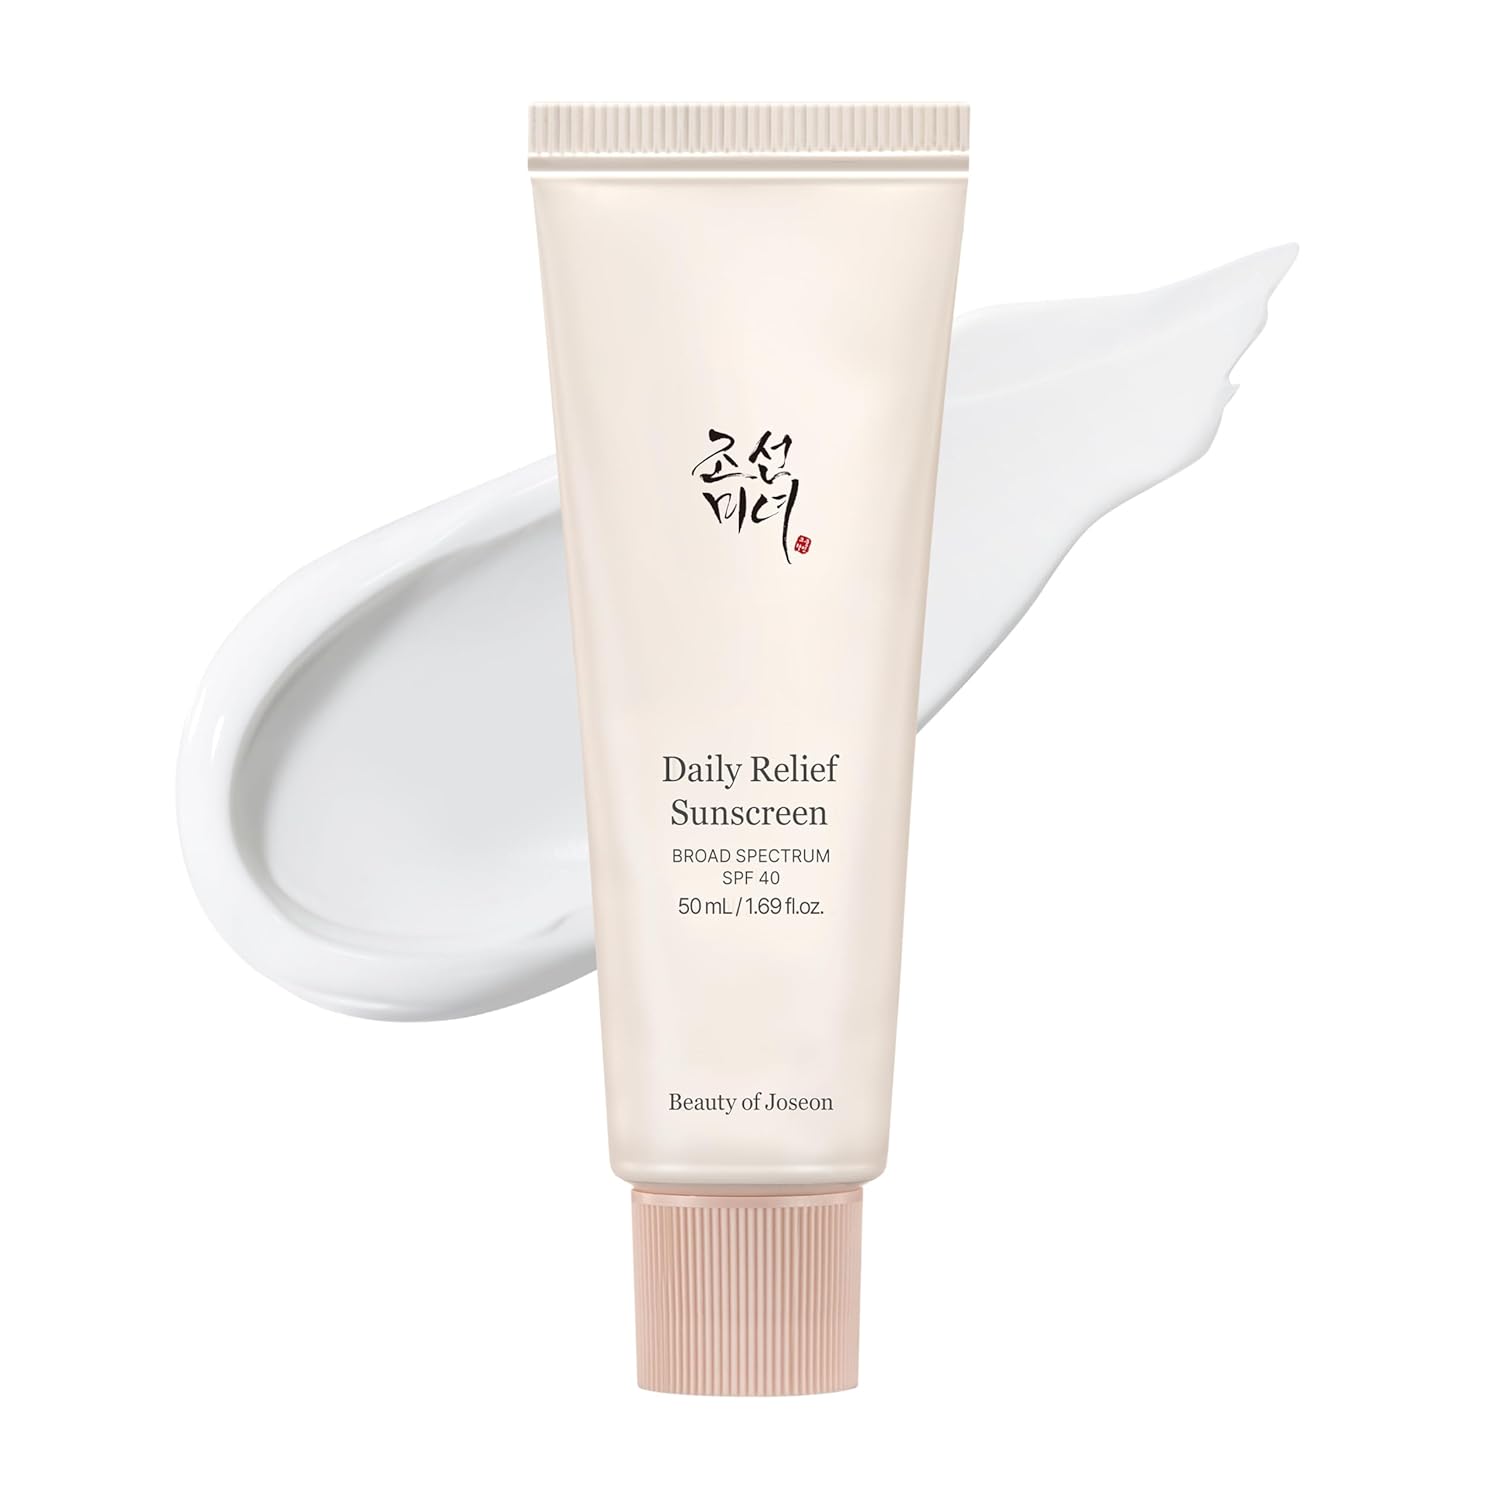 조선
미녀
Daily Relief
Sunscreen
BROAD SPECTRUM
SPF 40
50 mL / 1.69 fl.oz.
Beauty of Joseon